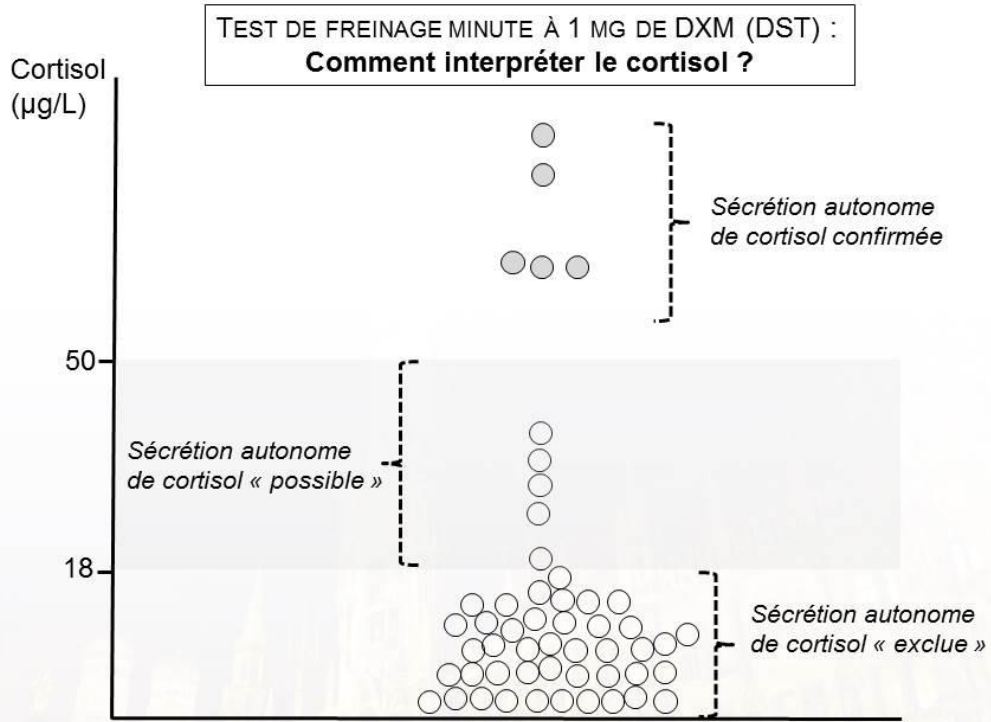 TEST DE FREINAGE MINUTE À 1 MG DE DXM (DST) :
Comment interpréter le cortisol ?
Cortisol
(µg/L)
Sécrétion autonome
de cortisol confirmée
50
Sécrétion autonome
de cortisol « possible »
18
Sécrétion autonome
de cortisol « exclue »